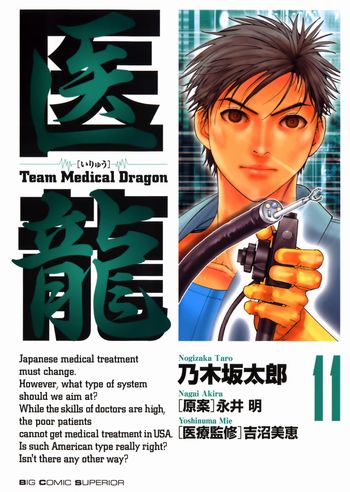 医
[いりゅう]
Team Medical Dragon
龍
Nogizaka Taro
乃木坂太郎
Nagai Akira
[原案]永井 明
Yoshinuma Mie
[医療監修]吉沼美恵
11
Japanese medical treatment
must change.
However, what type of system
should we aim at?
While the skills of doctors are high,
the poor patients
cannot get medical treatment in USA.
Is such American type really right?
Isn't there any other way?
BIG COMIC SUPERIOR